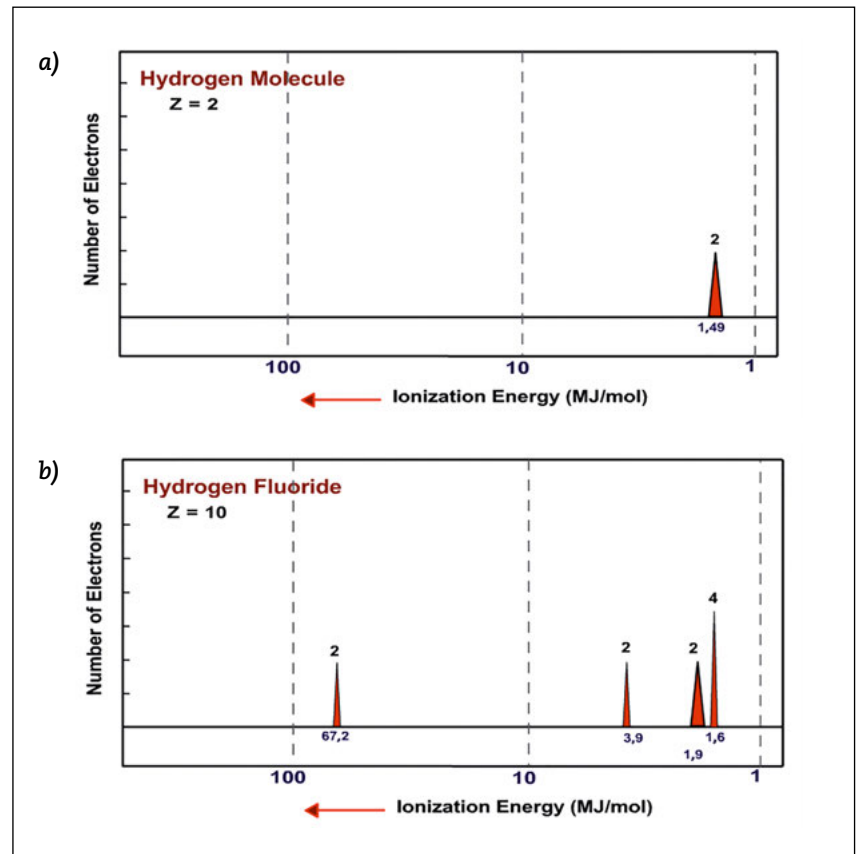 a)
Hydrogen Molecule
Z = 2
Number of Electrons
2
1,49
100 10 1
Ionization Energy (MJ/mol)
b)
Hydrogen Fluoride
Z = 10
Number of Electrons
2 2 2 4
67,2 3,9 1,6
1,9
100 10 1
Ionization Energy (MJ/mol)